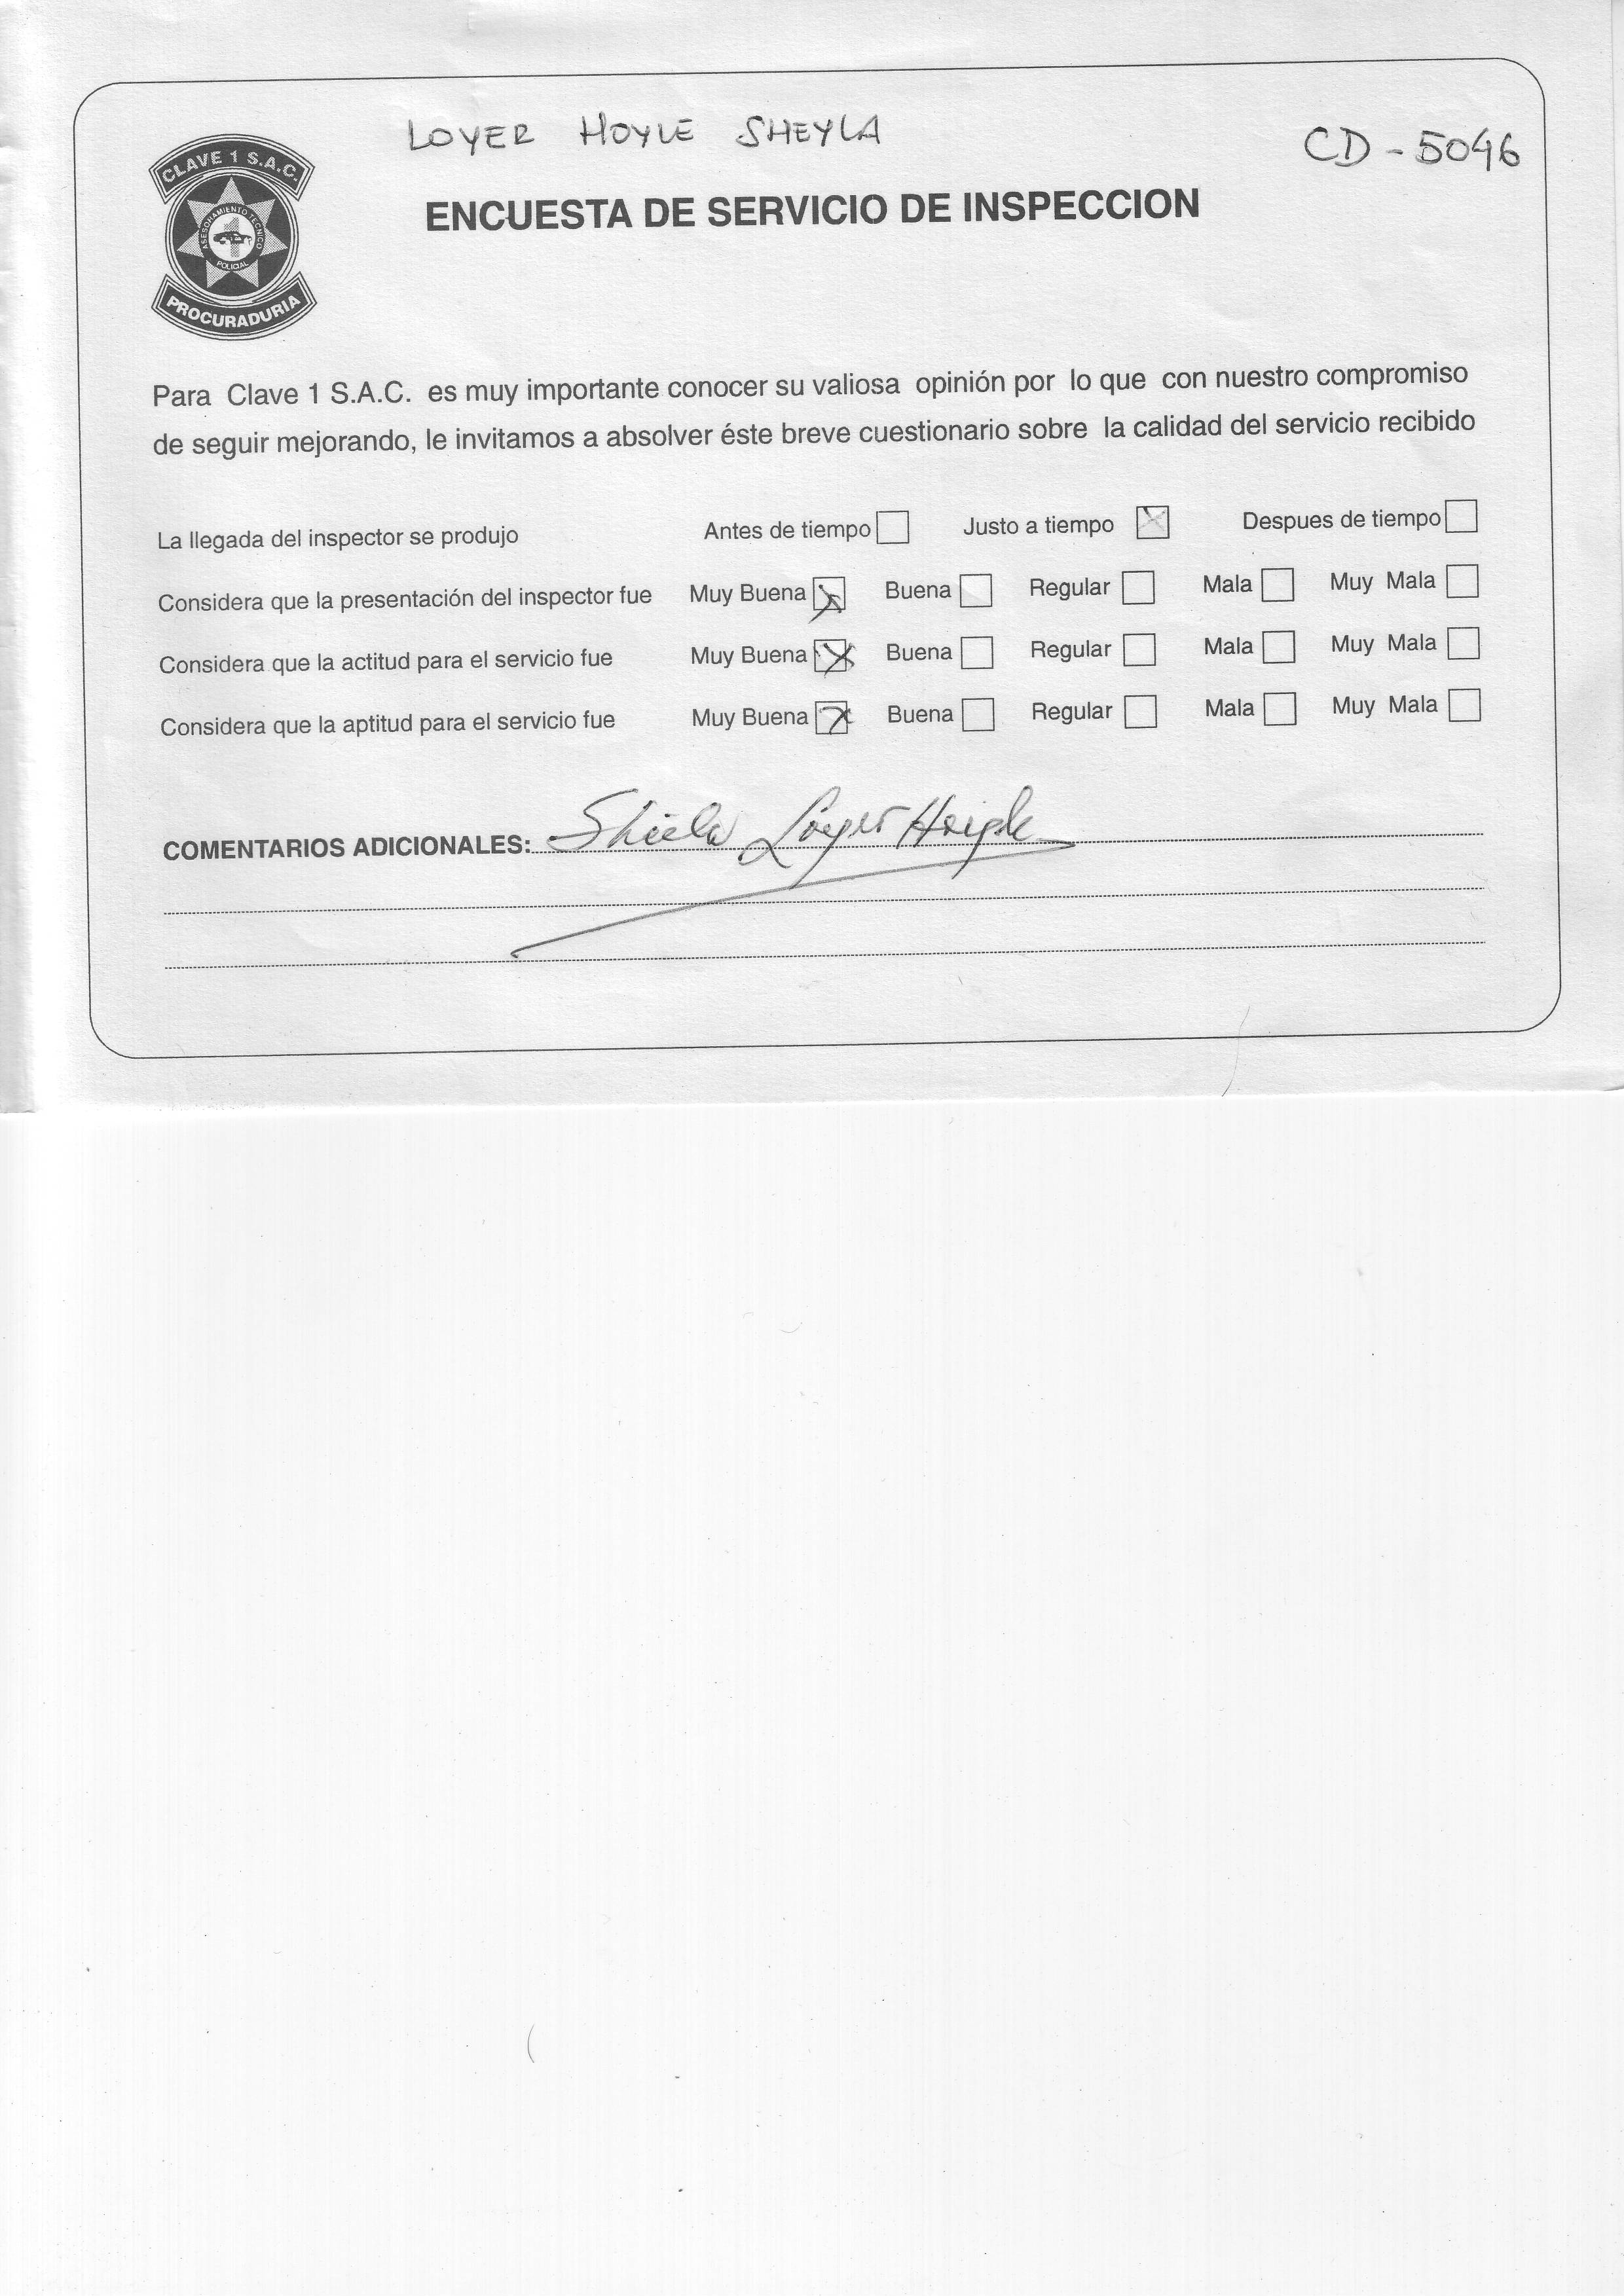 LOYER HOYLE SHEYLA
CD - 5046
CLAVE 1 S.A.C.
ASESORAMIENTO TECNICO
POLICIAL
PROCURADURIA
ENCUESTA DE SERVICIO DE INSPECCION
Para Clave 1 S.A.C. es muy importante conocer su valiosa opinión por lo que con nuestro compromiso
de seguir mejorando, le invitamos a absolver éste breve cuestionario sobre la calidad del servicio recibido
La llegada del inspector se produjo Antes de tiempo Justo a tiempo Despues de tiempo
Considera que la presentación del inspector fue Muy Buena Buena Regular Mala Muy Mala
Considera que la actitud para el servicio fue Muy Buena Buena Regular Mala Muy Mala
Considera que la aptitud para el servicio fue Muy Buena Buena Regular Mala Muy Mala
COMENTARIOS ADICIONALES: Shiela Loyer